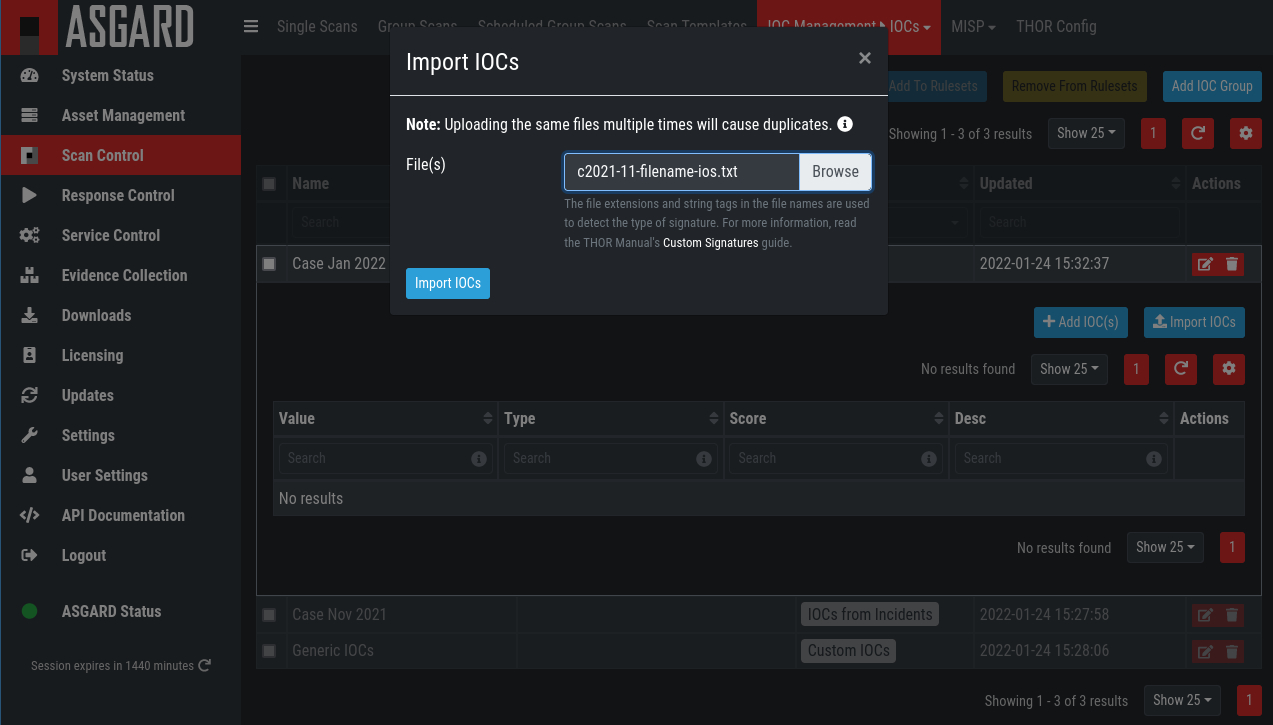 ASGARD
Single Scans Group Scans Scheduled Group Scans Scan Templates IOC Management IOCs MISP THOR Config
System Status
Asset Management
Scan Control
Response Control
Service Control
Evidence Collection
Downloads
Licensing
Updates
Settings
User Settings
API Documentation
Logout
ASGARD Status
Session expires in 1440 minutes
Import IOCs ×
Note: Uploading the same files multiple times will cause duplicates.
File(s) c2021-11-filename-ios.txt Browse
The file extensions and string tags in the file names are used
to detect the type of signature. For more information, read
the THOR Manual's Custom Signatures guide.
Import IOCs
Add To Rulesets Remove From Rulesets Add IOC Group
Showing 1 - 3 of 3 results Show 25 1
Name Updated Actions
Search Search
Case Jan 2022 2022-01-24 15:32:37
Add IOC(s) Import IOCs
No results found Show 25 1
Value Type Score Desc Actions
Search Search Search Search
No results
No results found Show 25 1
Case Nov 2021 IOCs from Incidents 2022-01-24 15:27:58
Generic IOCs Custom IOCs 2022-01-24 15:28:06
Showing 1 - 3 of 3 results Show 25 1